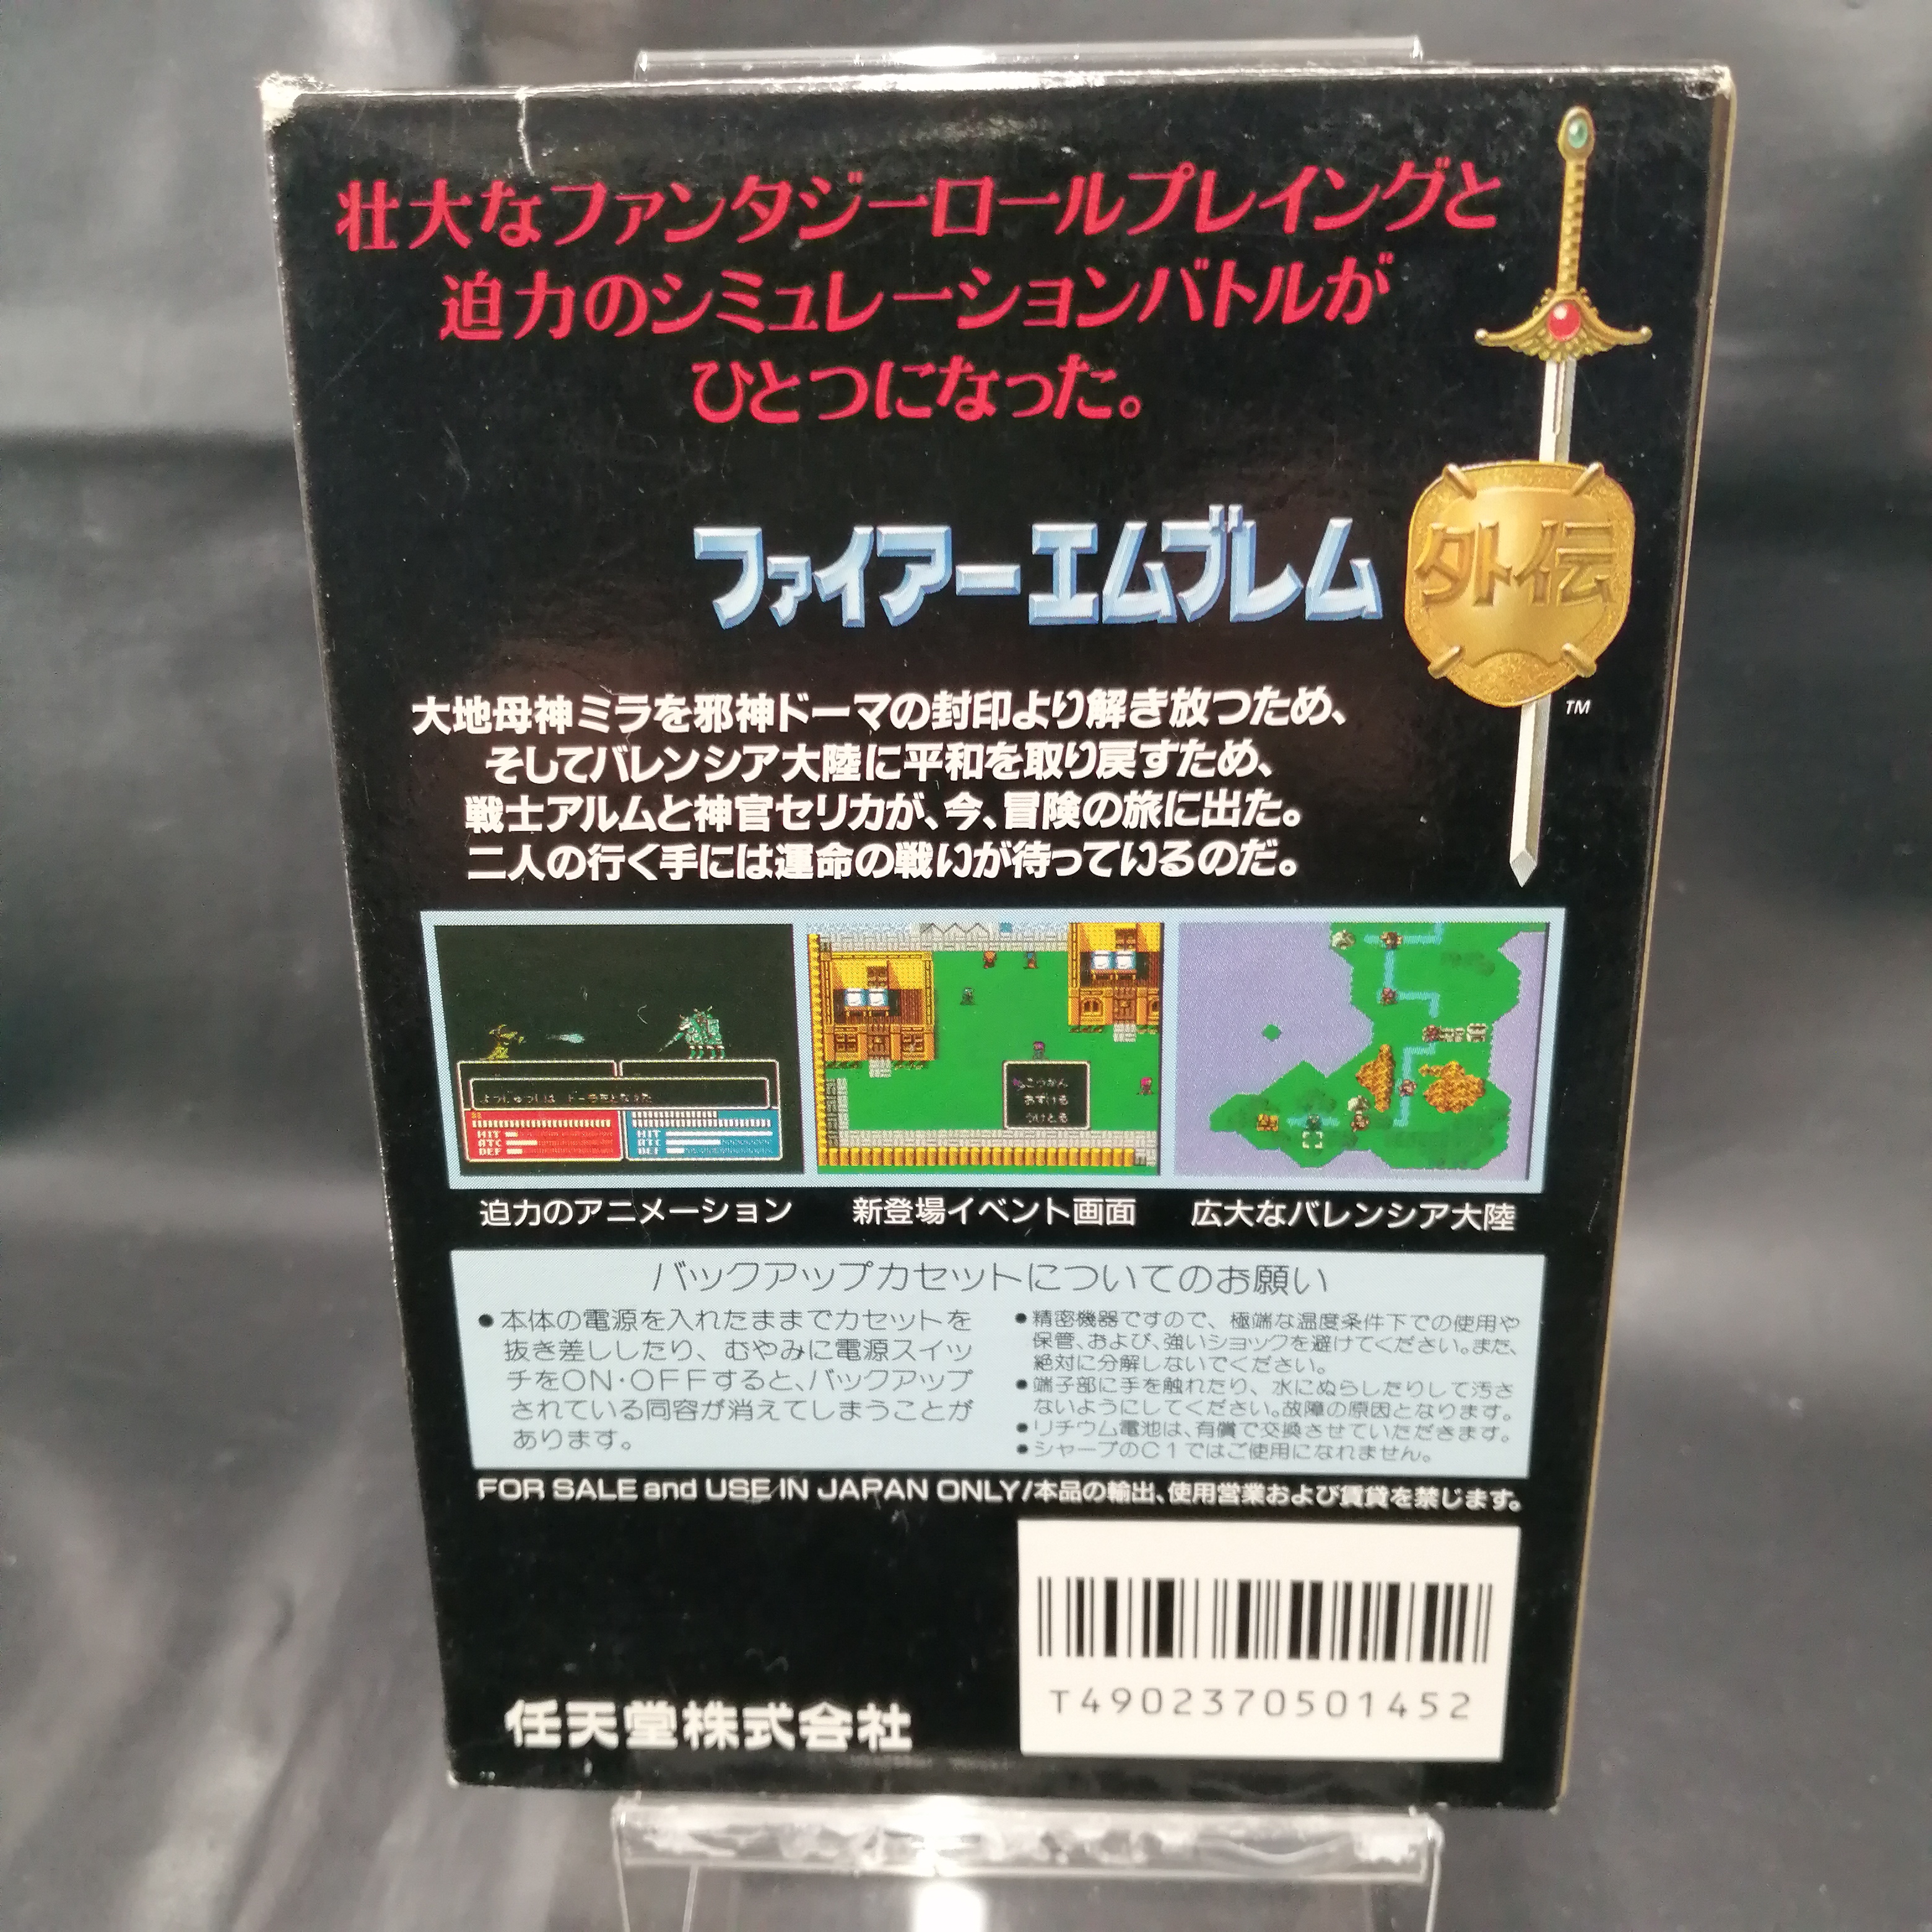 壮大なファンタジーロールプレイングと
迫力のシミュレーションバトルが
ひとつになった。
ファイアーエムブレム
外伝
TM
大地母神ミラを邪神ドーマの封印より解き放つため、
そしてバレンシア大陸に平和を取り戻すため、
戦士アルムと神官セリカが、今、冒険の旅に出た。
二人の行く手には運命の戦いが待っているのだ。
HIT
ATC
DEF
HIT
ATC
DEF
こうかん
あずける
うけとる
迫力のアニメーション
新登場イベント画面
広大なバレンシア大陸
バックアップカセットについてのお願い
●本体の電源を入れたままでカセットを
抜き差ししたり、むやみに電源スイッ
チをON・OFFすると、バックアップ
されている同容が消えてしまうことが
あります。
●精密機器ですので、極端な温度条件下での使用や
保管、および、強いショックを避けてください。また、
絶対に分解しないでください。
●端子部に手を触れたり、水にぬらしたりして汚さ
ないようにしてください。故障の原因となります。
●リチウム電池は、有償で交換させていただきます。
●シャープのC1ではご使用になれません。
FOR SALE and USE IN JAPAN ONLY/本品の輸出、使用営業および賃貸を禁じます。
T4902370501452
任天堂株式会社